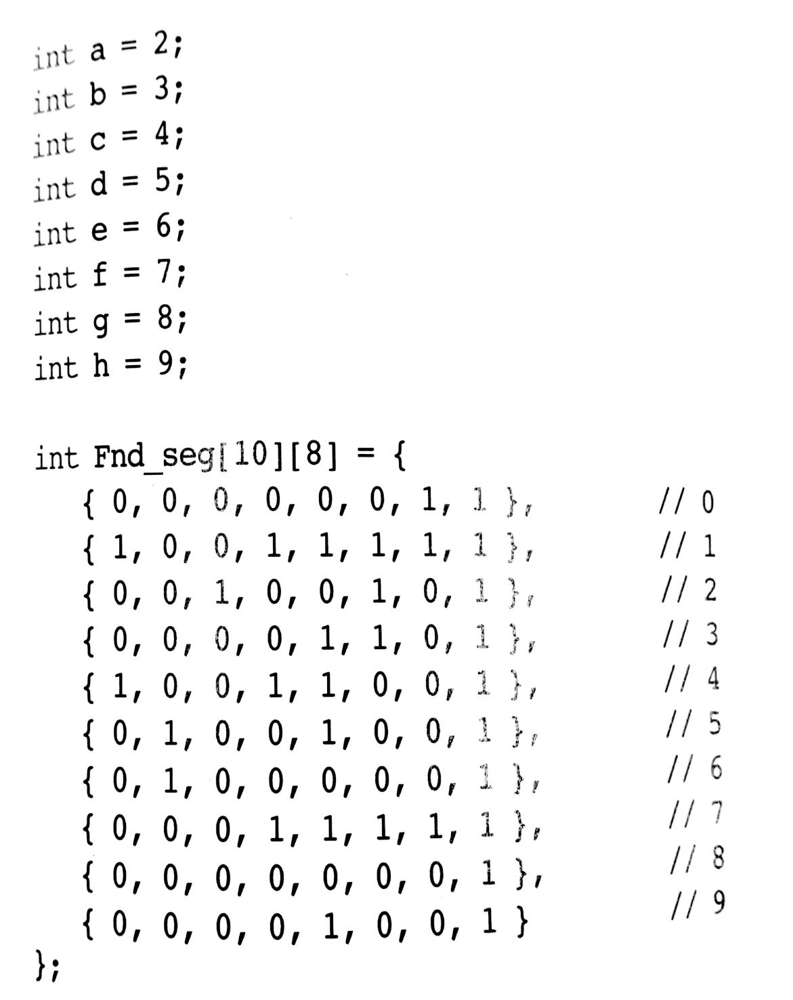 int a = 2;
int b = 3;
int c = 4;
int d = 5;
int e = 6;
int f = 7;
int g = 8;
int h = 9;
int Fnd_seg[10][8] = {
{ 0, 0, 0, 0, 0, 0, 1, 1 }, // 0
{ 1, 0, 0, 1, 1, 1, 1, 1 }, // 1
{ 0, 0, 1, 0, 0, 1, 0, 1 }, // 2
{ 0, 0, 0, 0, 1, 1, 0, 1 }, // 3
{ 1, 0, 0, 1, 1, 0, 0, 1 }, // 4
{ 0, 1, 0, 0, 1, 0, 0, 1 }, // 5
{ 0, 1, 0, 0, 0, 0, 0, 1 }, // 6
{ 0, 0, 0, 1, 1, 1, 1, 1 }, // 7
{ 0, 0, 0, 0, 0, 0, 0, 1 }, // 8
{ 0, 0, 0, 0, 1, 0, 0, 1 } // 9
};